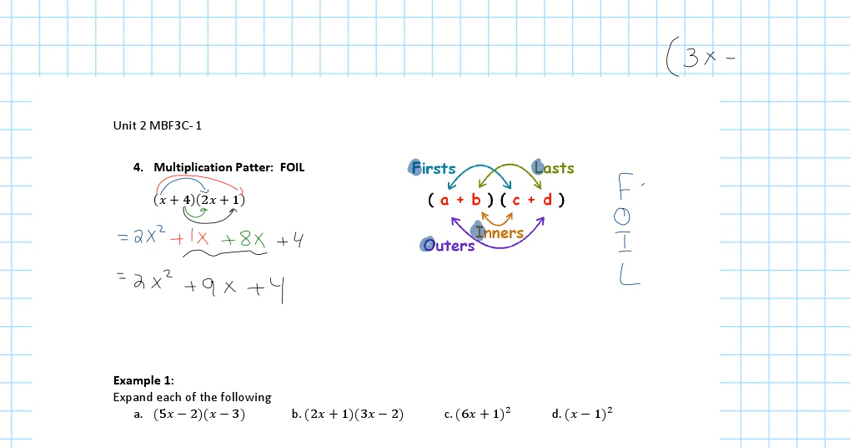 (3x -
Unit 2 MBF3C- 1
4. Multiplication Patter: FOIL
(x + 4)(2x + 1)
= 2x² + 1x + 8x + 4
= 2x² + 9x + 4
Firsts Lasts
( a + b ) ( c + d )
Inners
Outers
F
O
I
L
Example 1:
Expand each of the following
a. (5x − 2)(x − 3) b. (2x + 1)(3x − 2) c. (6x + 1)² d. (x − 1)²